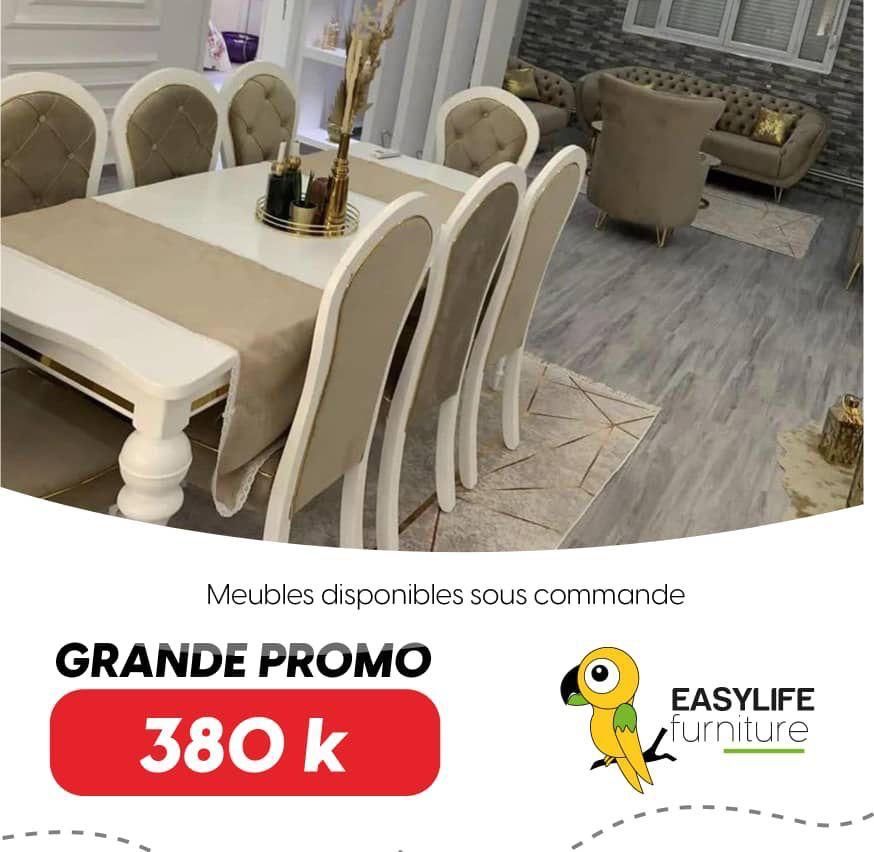 Meubles disponibles sous commande
GRANDE PROMO
380 k
EASYLIFE
furniture